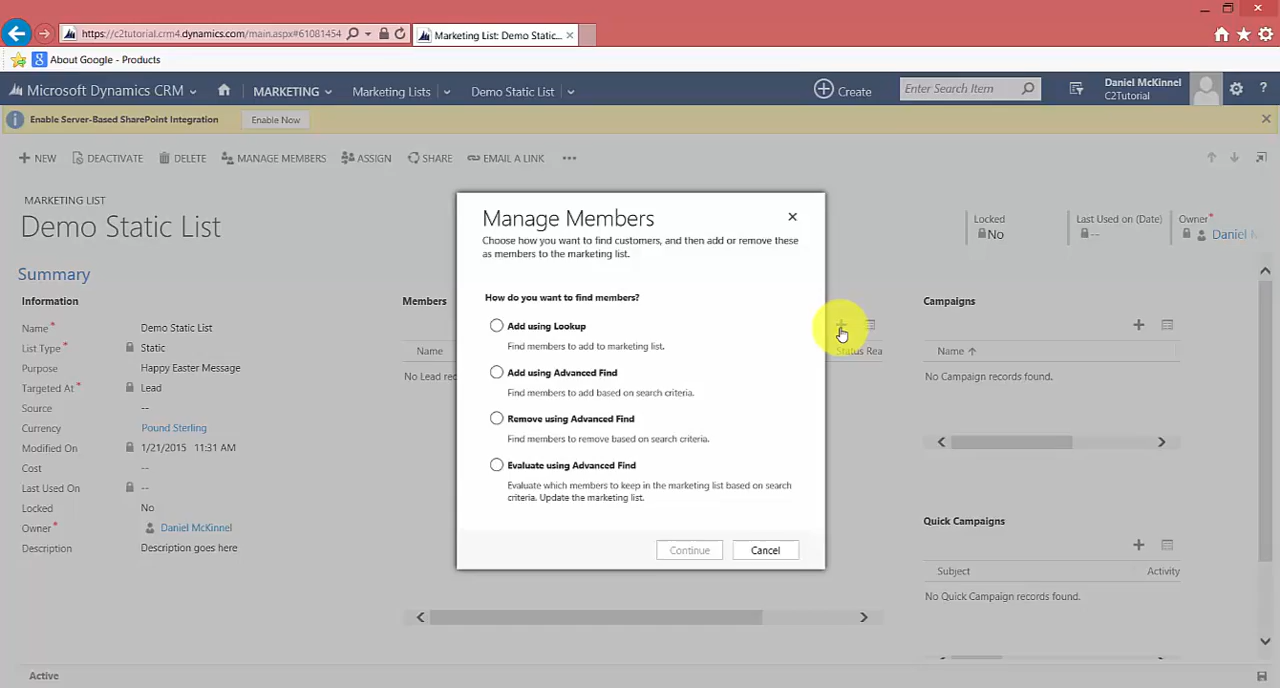 https://c2tutorial.crm4.dynamics.com/main.aspx#61081454
Marketing List: Demo Static...
About Google - Products
Microsoft Dynamics CRM
MARKETING
Marketing Lists
Demo Static List
Create
Enter Search Item
Daniel McKinnel
C2Tutorial
?
Enable Server-Based SharePoint Integration
Enable Now
NEW
DEACTIVATE
DELETE
MANAGE MEMBERS
ASSIGN
SHARE
EMAIL A LINK
MARKETING LIST
Demo Static List
Locked
No
Last Used on (Date)
--
Owner*
Daniel
Summary
Information
Name* Demo Static List
List Type* Static
Purpose Happy Easter Message
Targeted At* Lead
Source --
Currency Pound Sterling
Modified On 1/21/2015 11:31 AM
Cost --
Last Used On --
Locked No
Owner* Daniel McKinnel
Description Description goes here
Members
Name
Status Rea
No Lead rec
Manage Members
Choose how you want to find customers, and then add or remove these
as members to the marketing list.
How do you want to find members?
Add using Lookup
Find members to add to marketing list.
Add using Advanced Find
Find members to add based on search criteria.
Remove using Advanced Find
Find members to remove based on search criteria.
Evaluate using Advanced Find
Evaluate which members to keep in the marketing list based on search
criteria. Update the marketing list.
Continue
Cancel
Campaigns
Name
No Campaign records found.
Quick Campaigns
Subject
Activity
No Quick Campaign records found.
Active